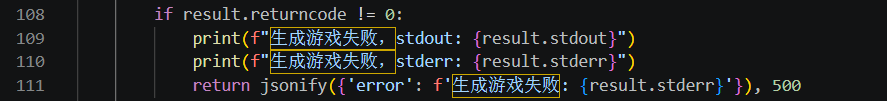 108 if result.returncode != 0:
109 print(f"生成游戏失败，stdout: {result.stdout}")
110 print(f"生成游戏失败，stderr: {result.stderr}")
111 return jsonify({'error': f'生成游戏失败: {result.stderr}'}), 500